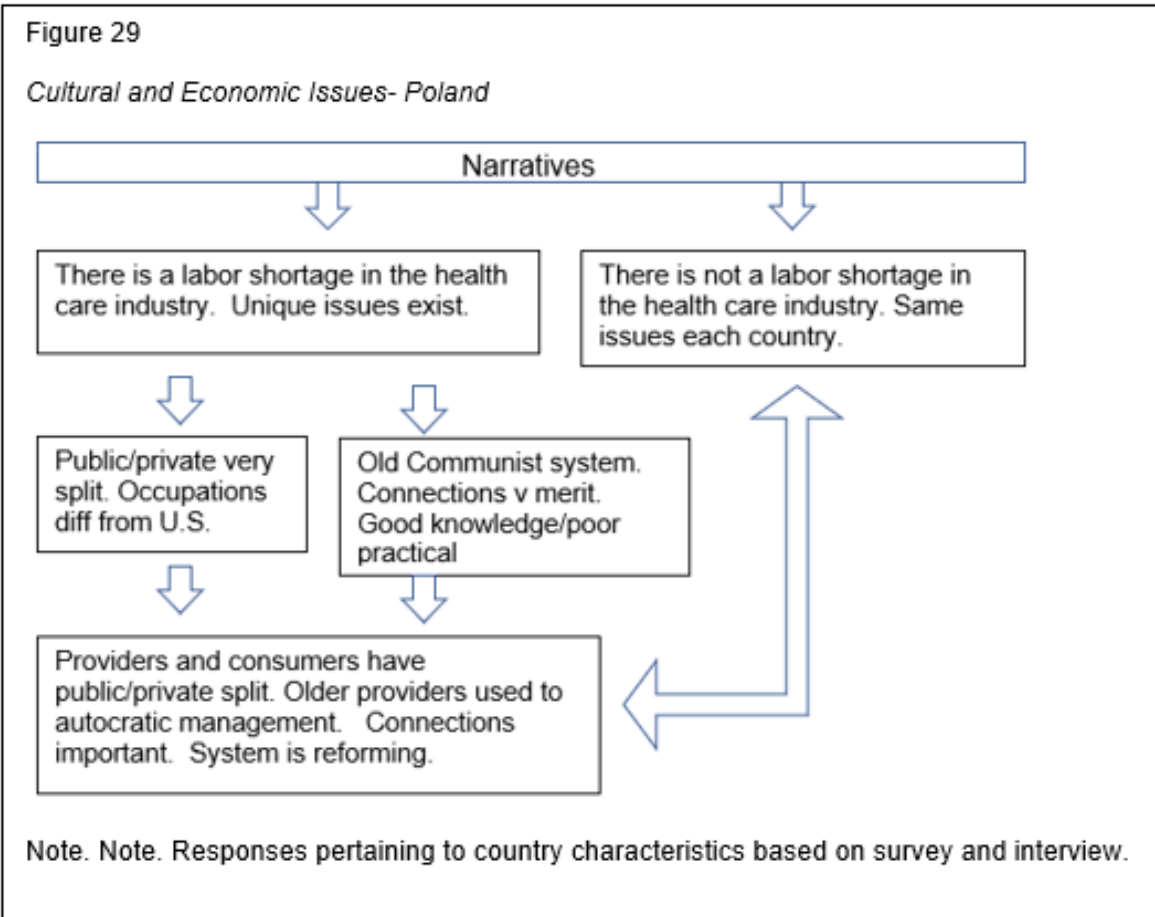 Figure 29
Cultural and Economic Issues- Poland
Narratives
There is a labor shortage in the health
care industry.  Unique issues exist.
There is not a labor shortage in
the health care industry. Same
issues each country.
Public/private very
split. Occupations
diff from U.S.
Old Communist system.
Connections v merit.
Good knowledge/poor
practical
Providers and consumers have
public/private split. Older providers used to
autocratic management.   Connections
important.  System is reforming.
Note. Note. Responses pertaining to country characteristics based on survey and interview.